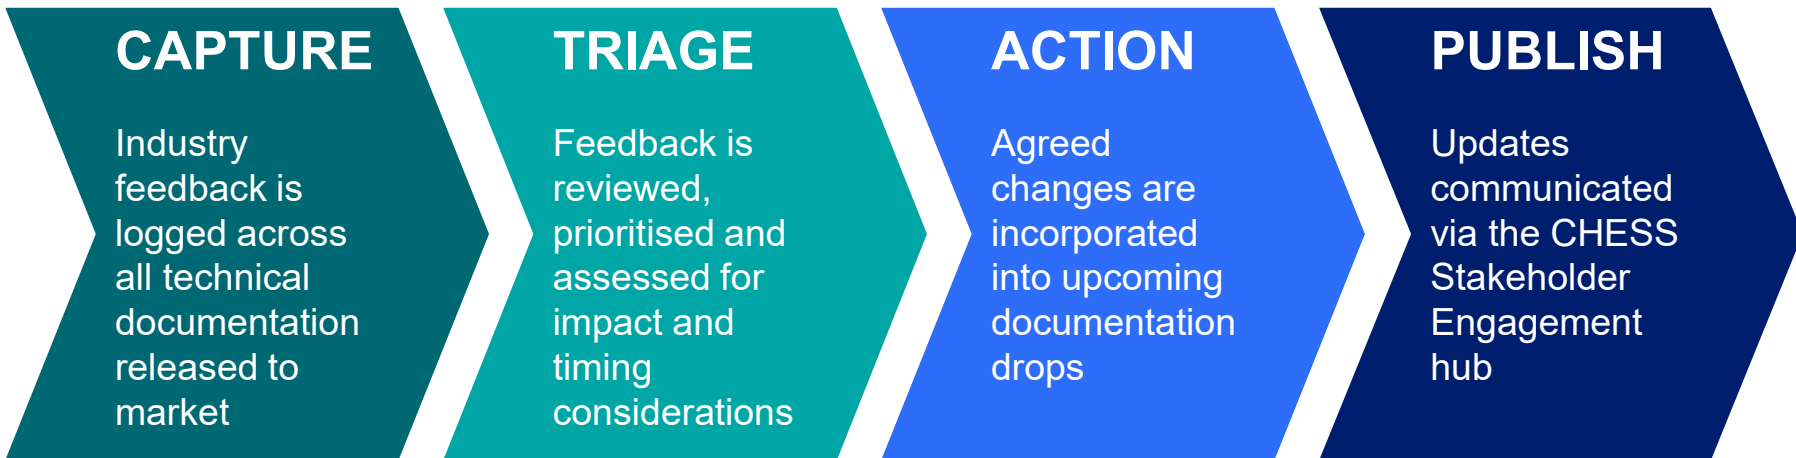 CAPTURE
Industry
feedback is
logged across
all technical
documentation
released to
market
TRIAGE
Feedback is
reviewed,
prioritised and
assessed for
impact and
timing
considerations
ACTION
Agreed
changes are
incorporated
into upcoming
documentation
drops
PUBLISH
Updates
communicated
via the CHESS
Stakeholder
Engagement
hub